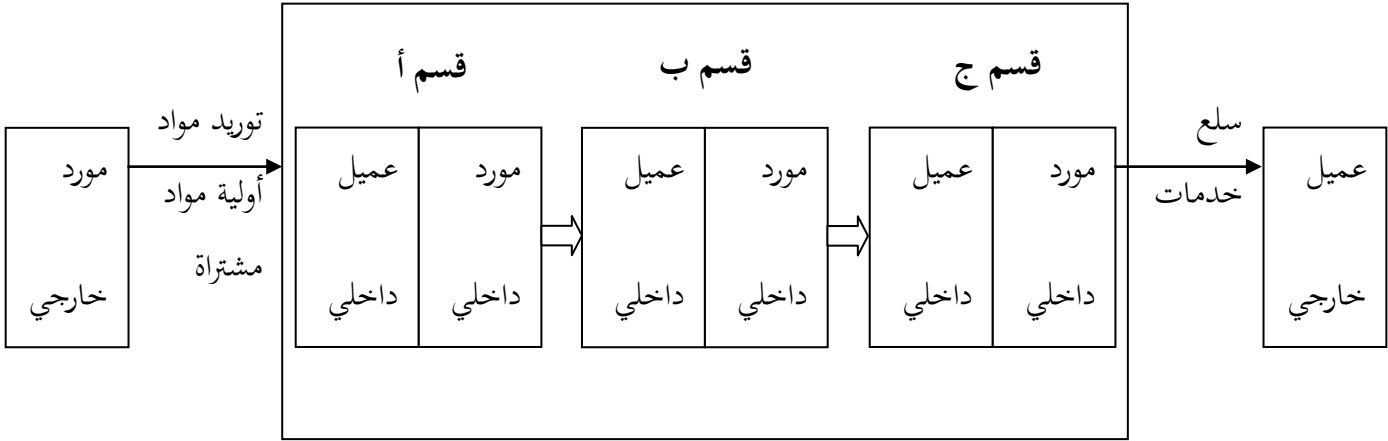 قسم أ
قسم ب
قسم ج
مورد
خارجي
توريد مواد
أولية مواد
مشتراة
عميل
داخلي
مورد
داخلي
عميل
داخلي
مورد
داخلي
عميل
داخلي
مورد
داخلي
سلع
خدمات
عميل
خارجي